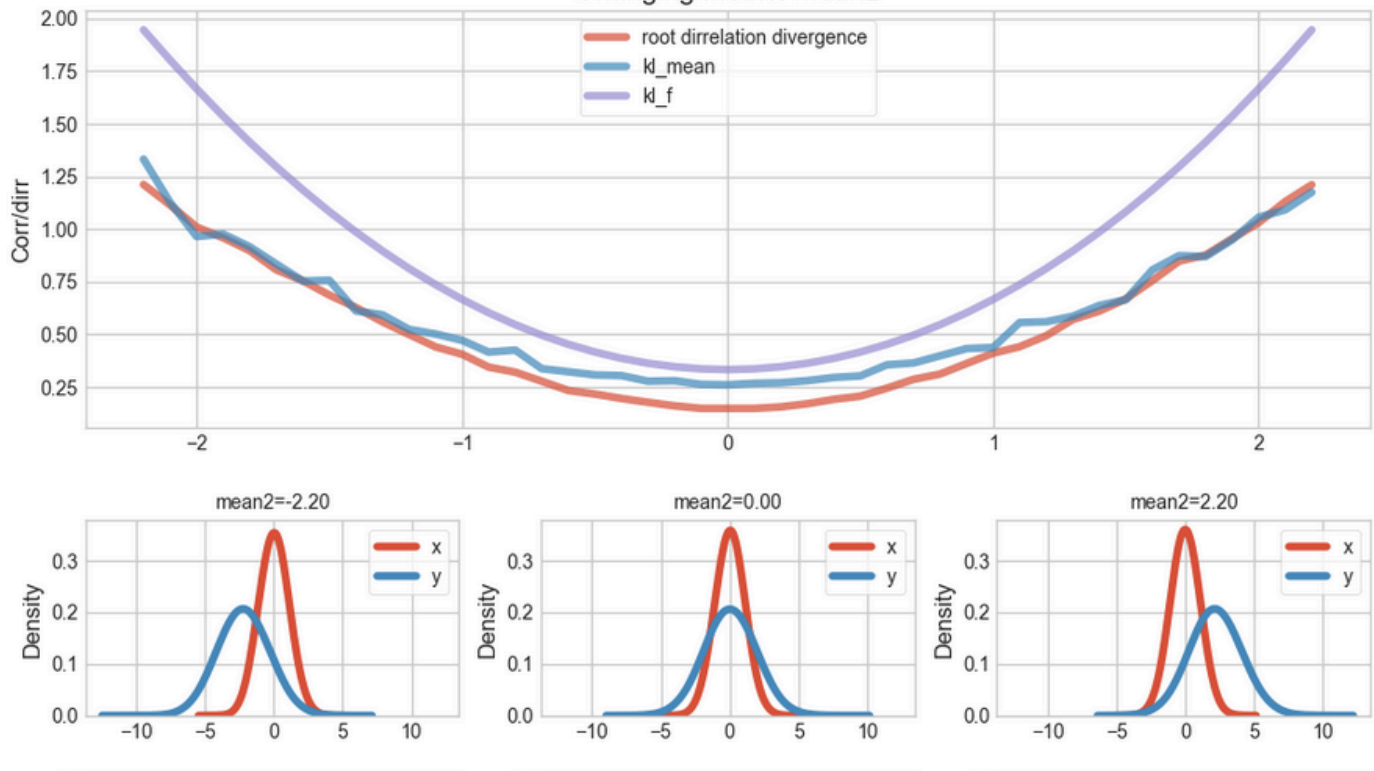 2.00
root dirrelation divergence
1.75
kl_mean
kl_f
1.50
1.25
Corr/dirr
1.00
0.75
0.50
0.25
−2 −1 0 1 2
mean2=-2.20 mean2=0.00 mean2=2.20
x x x
0.3 0.3 0.3
y y y
Density Density Density
0.2 0.2 0.2
0.1 0.1 0.1
0.0 0.0 0.0
−10 −5 0 5 10 −10 −5 0 5 10 −10 −5 0 5 10